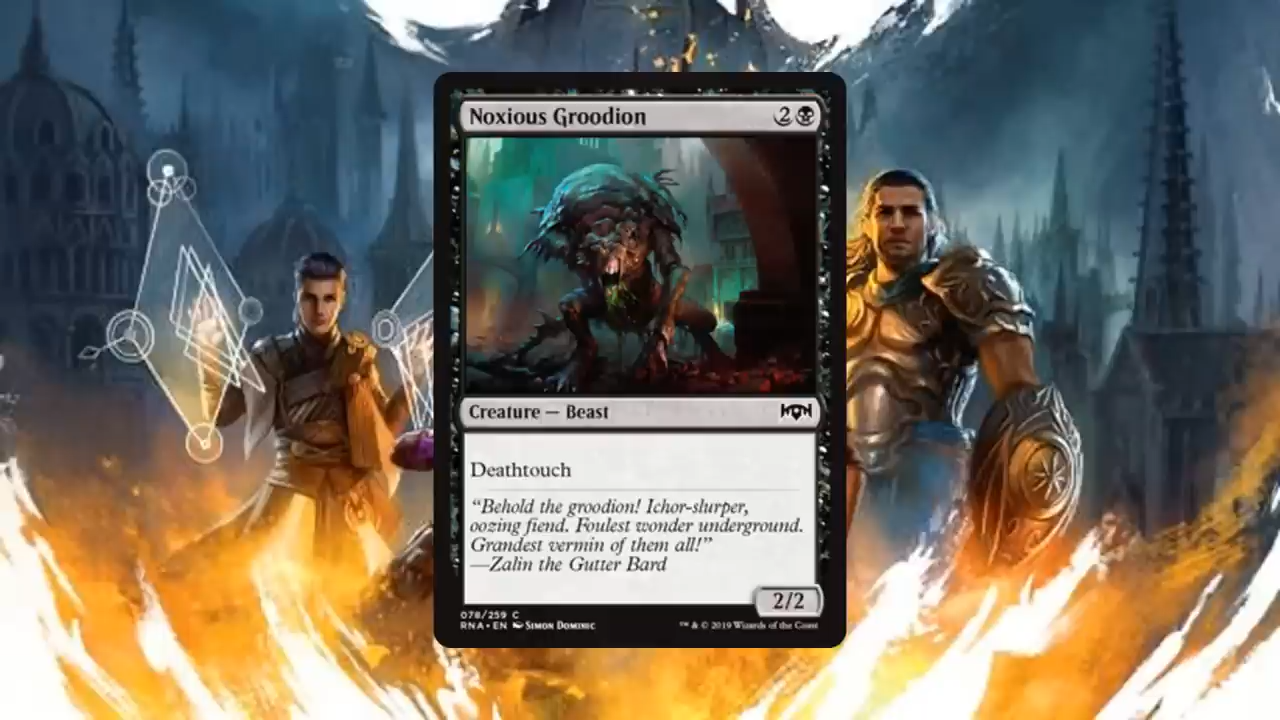 Noxious Groodion 2
Creature — Beast
Deathtouch
“Behold the groodion! Ichor-slurper,
oozing fiend. Foulest wonder underground.
Grandest vermin of them all!”
—Zalin the Gutter Bard
2/2
078/259 C
RNA • EN Simon Dominic
™ & © 2019 Wizards of the Coast